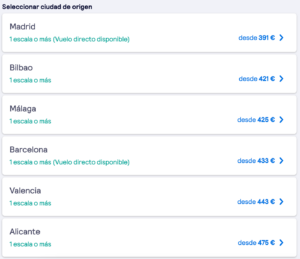 Seleccionar ciudad de origen
Madrid
1 escala o más (Vuelo directo disponible)
desde 391 €
Bilbao
1 escala o más
desde 421 €
Málaga
1 escala o más
desde 425 €
Barcelona
1 escala o más (Vuelo directo disponible)
desde 433 €
Valencia
1 escala o más
desde 443 €
Alicante
1 escala o más
desde 475 €